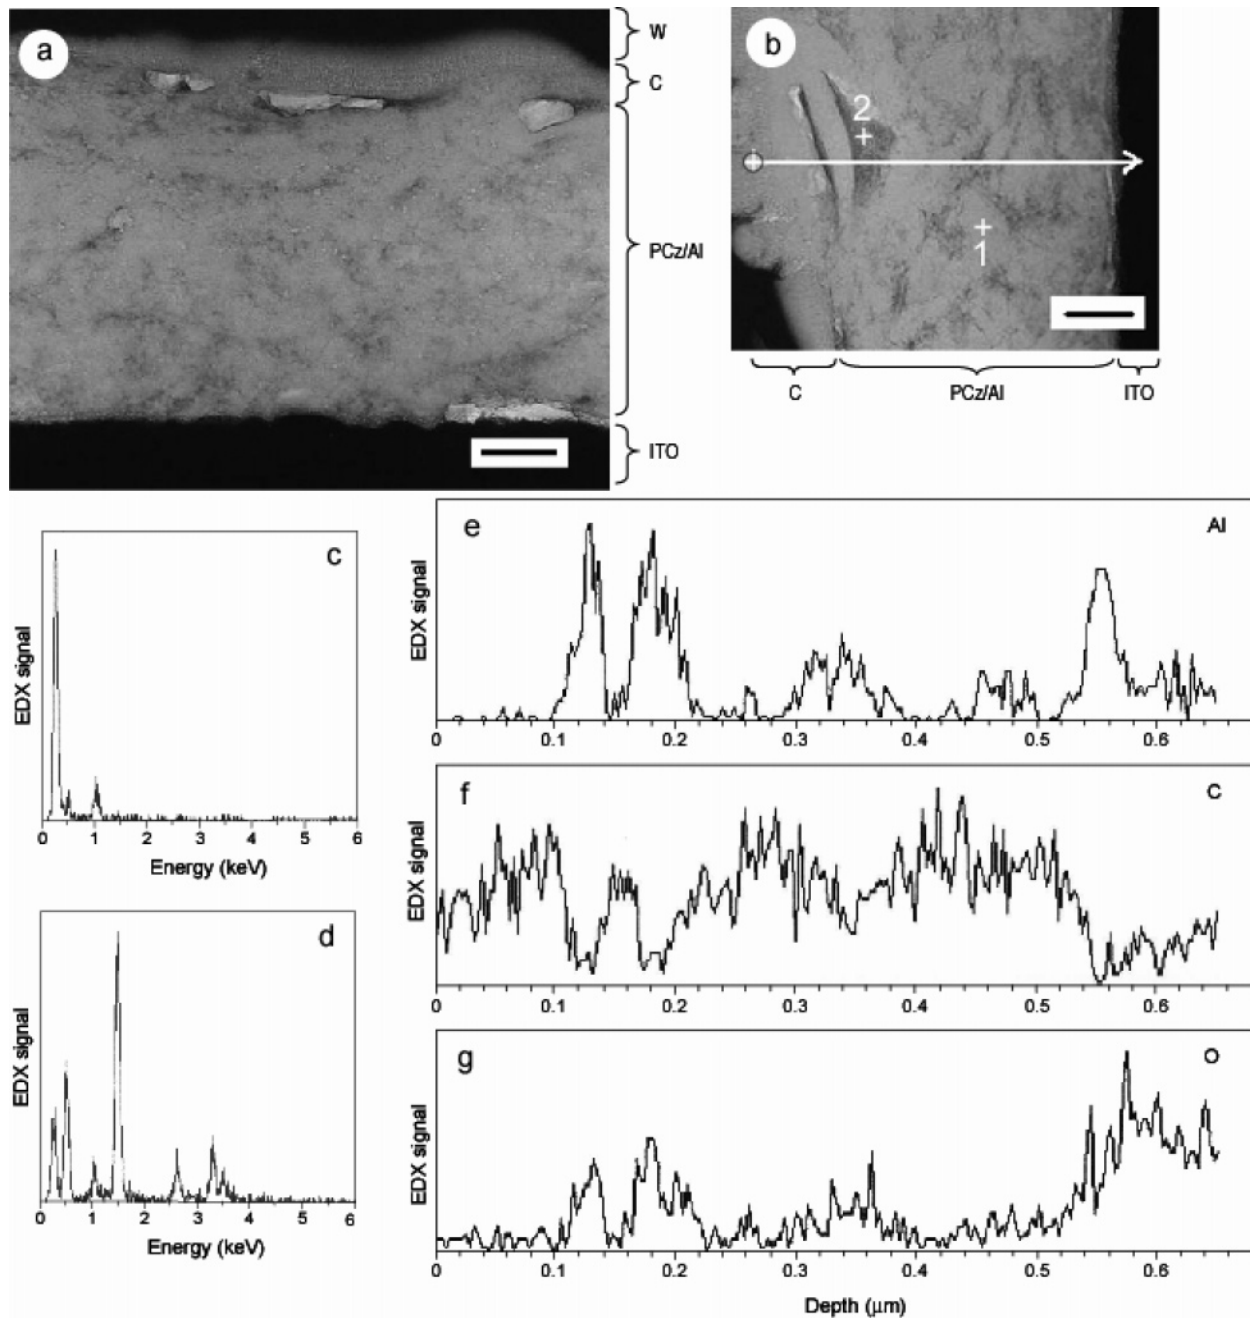 a
W
C
PCz/Al
ITO
b
2
1
C
PCz/Al
ITO
c
EDX signal
0 1 2 3 4 5 6
Energy (keV)
d
EDX signal
0 1 2 3 4 5 6
Energy (keV)
e
Al
EDX signal
0 0.1 0.2 0.3 0.4 0.5 0.6
f
C
EDX signal
0 0.1 0.2 0.3 0.4 0.5 0.6
g
O
EDX signal
0 0.1 0.2 0.3 0.4 0.5 0.6
Depth (μm)